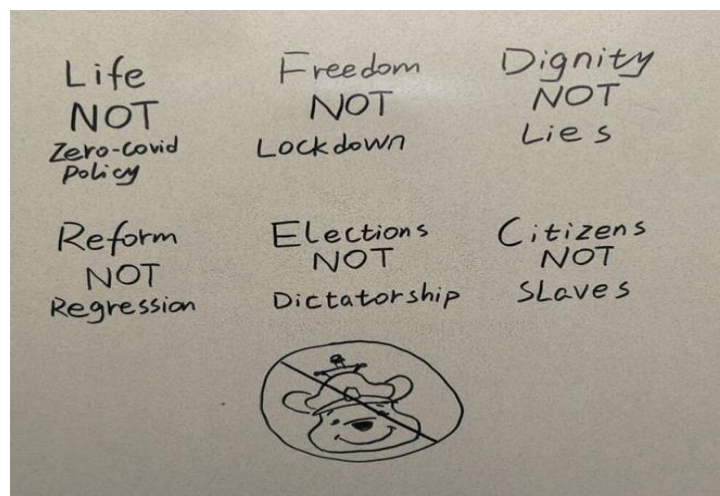 Life
NOT
Zero-covid
Policy
Freedom
NOT
Lockdown
Dignity
NOT
Lies
Reform
NOT
Regression
Elections
NOT
Dictatorship
Citizens
NOT
Slaves